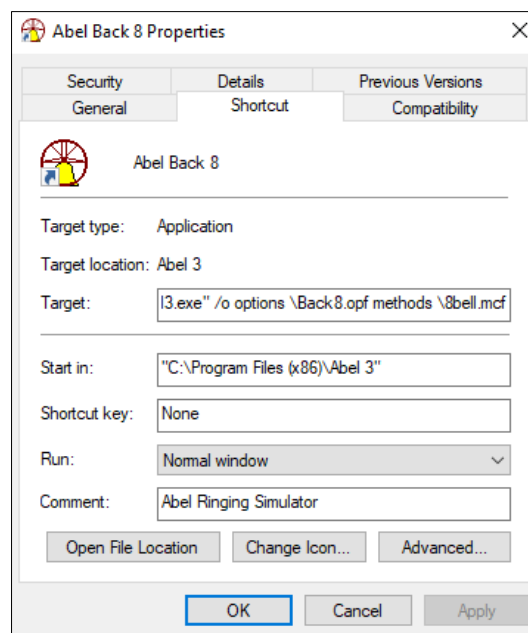 Abel Back 8 Properties
Security Details Previous Versions
General Shortcut Compatibility
Abel Back 8
Target type: Application
Target location: Abel 3
Target: l3.exe" /o options \Back8.opf methods \8bell.mcf
Start in: "C:\Program Files (x86)\Abel 3"
Shortcut key: None
Run: Normal window
Comment: Abel Ringing Simulator
Open File Location Change Icon... Advanced...
OK Cancel Apply